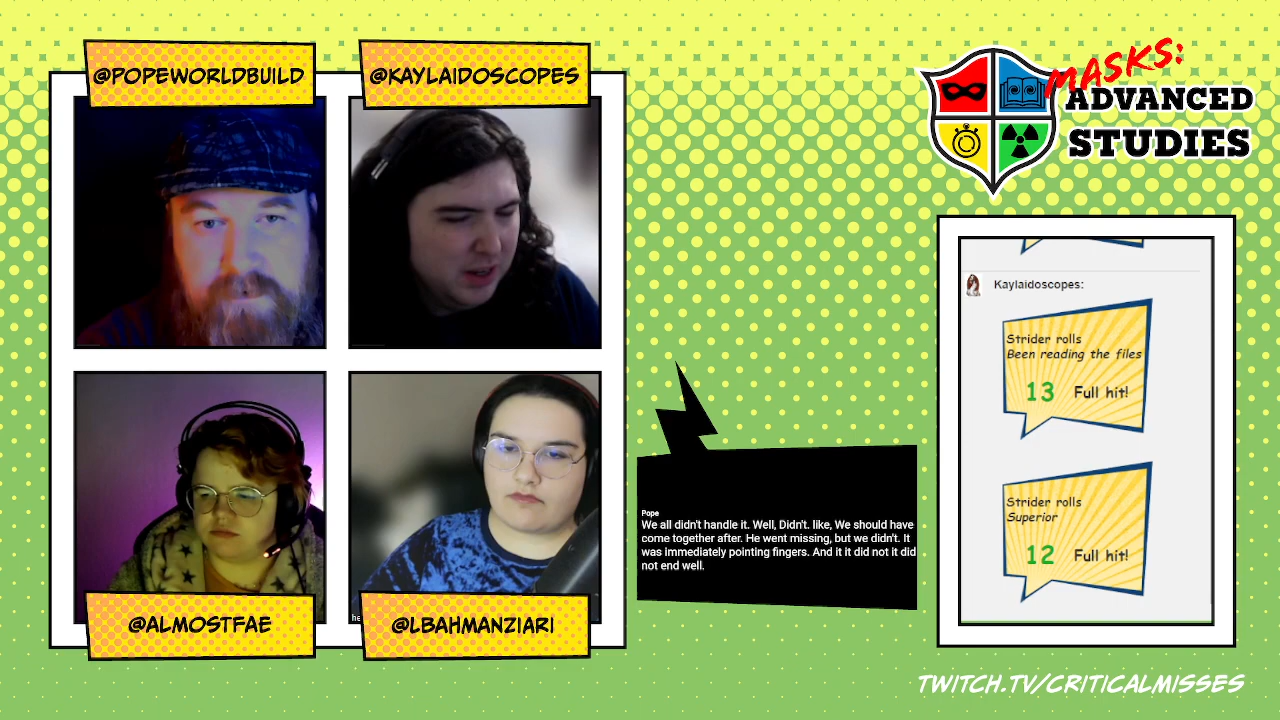 @POPEWORLDBUILD
@KAYLAIDOSCOPES
@ALMOSTFAE
he
@LBAHMANZIARI
MASKS:
ADVANCED
STUDIES
Pope
We all didn't handle it. Well, Didn't. like, We should have
come together after. He went missing, but we didn't. It
was immediately pointing fingers. And it it did not it did
not end well.
Kaylaidoscopes:
Strider rolls
Been reading the files
13 Full hit!
Strider rolls
Superior
12 Full hit!
TWITCH.TV/CRITICALMISSES